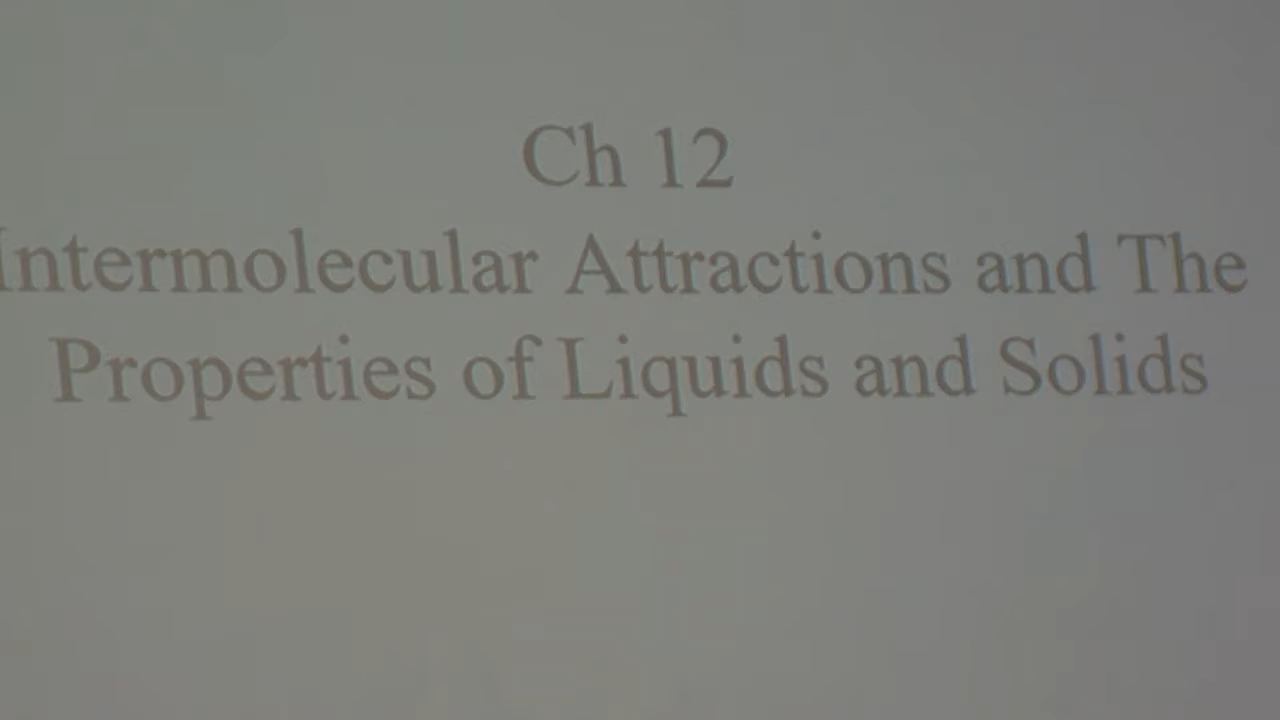 Ch 12
Intermolecular Attractions and The
Properties of Liquids and Solids